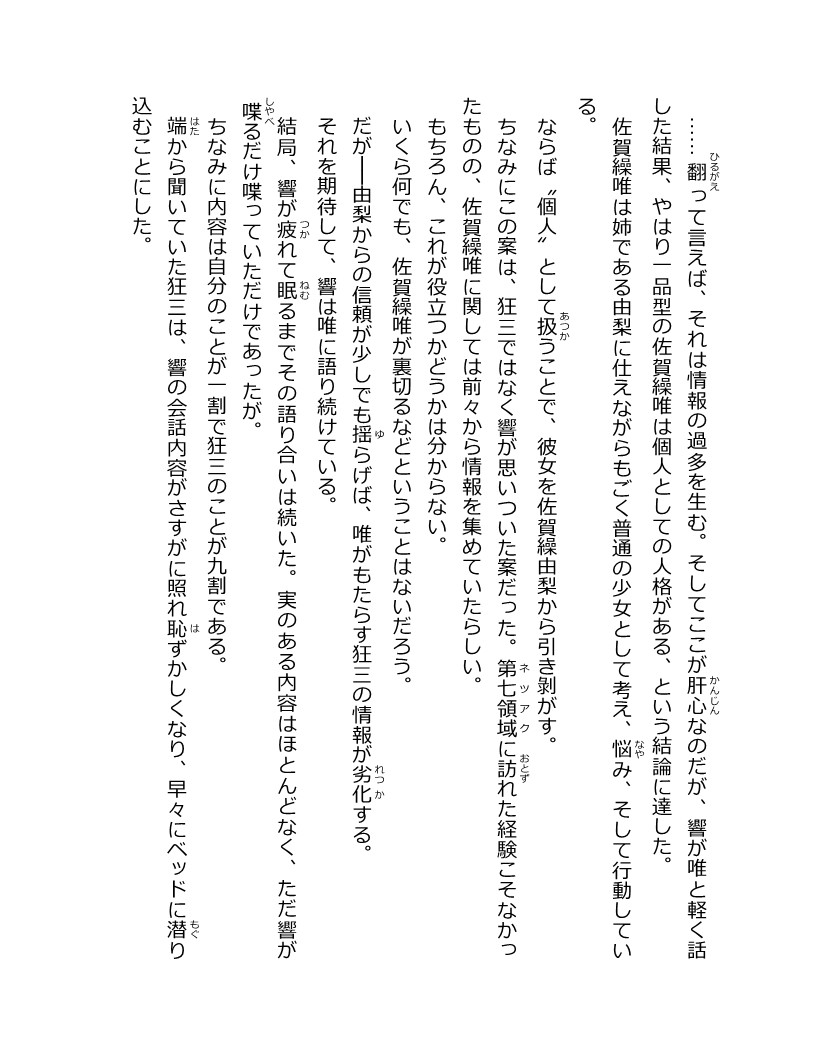 ……翻って言えば、それは情報の過多を生む。そしてここが肝心なのだが、響が唯と軽く話
した結果、やはり一品型の佐賀繰唯は個人としての人格がある、という結論に達した。
佐賀繰唯は姉である由梨に仕えながらもごく普通の少女として考え、悩み、そして行動してい
る。
ならば〝個人〟として扱うことで、彼女を佐賀繰由梨から引き剥がす。
ちなみにこの案は、狂三ではなく響が思いついた案だった。第七領域に訪れた経験こそなかっ
たものの、佐賀繰唯に関しては前々から情報を集めていたらしい。
もちろん、これが役立つかどうかは分からない。
いくら何でも、佐賀繰唯が裏切るなどということはないだろう。
だが──由梨からの信頼が少しでも揺らげば、唯がもたらす狂三の情報が劣化する。
それを期待して、響は唯に語り続けている。
結局、響が疲れて眠るまでその語り合いは続いた。実のある内容はほとんどなく、ただ響が
喋るだけ喋っていただけであったが。
ちなみに内容は自分のことが一割で狂三のことが九割である。
端から聞いていた狂三は、響の会話内容がさすがに照れ恥ずかしくなり、早々にベッドに潜り
込むことにした。